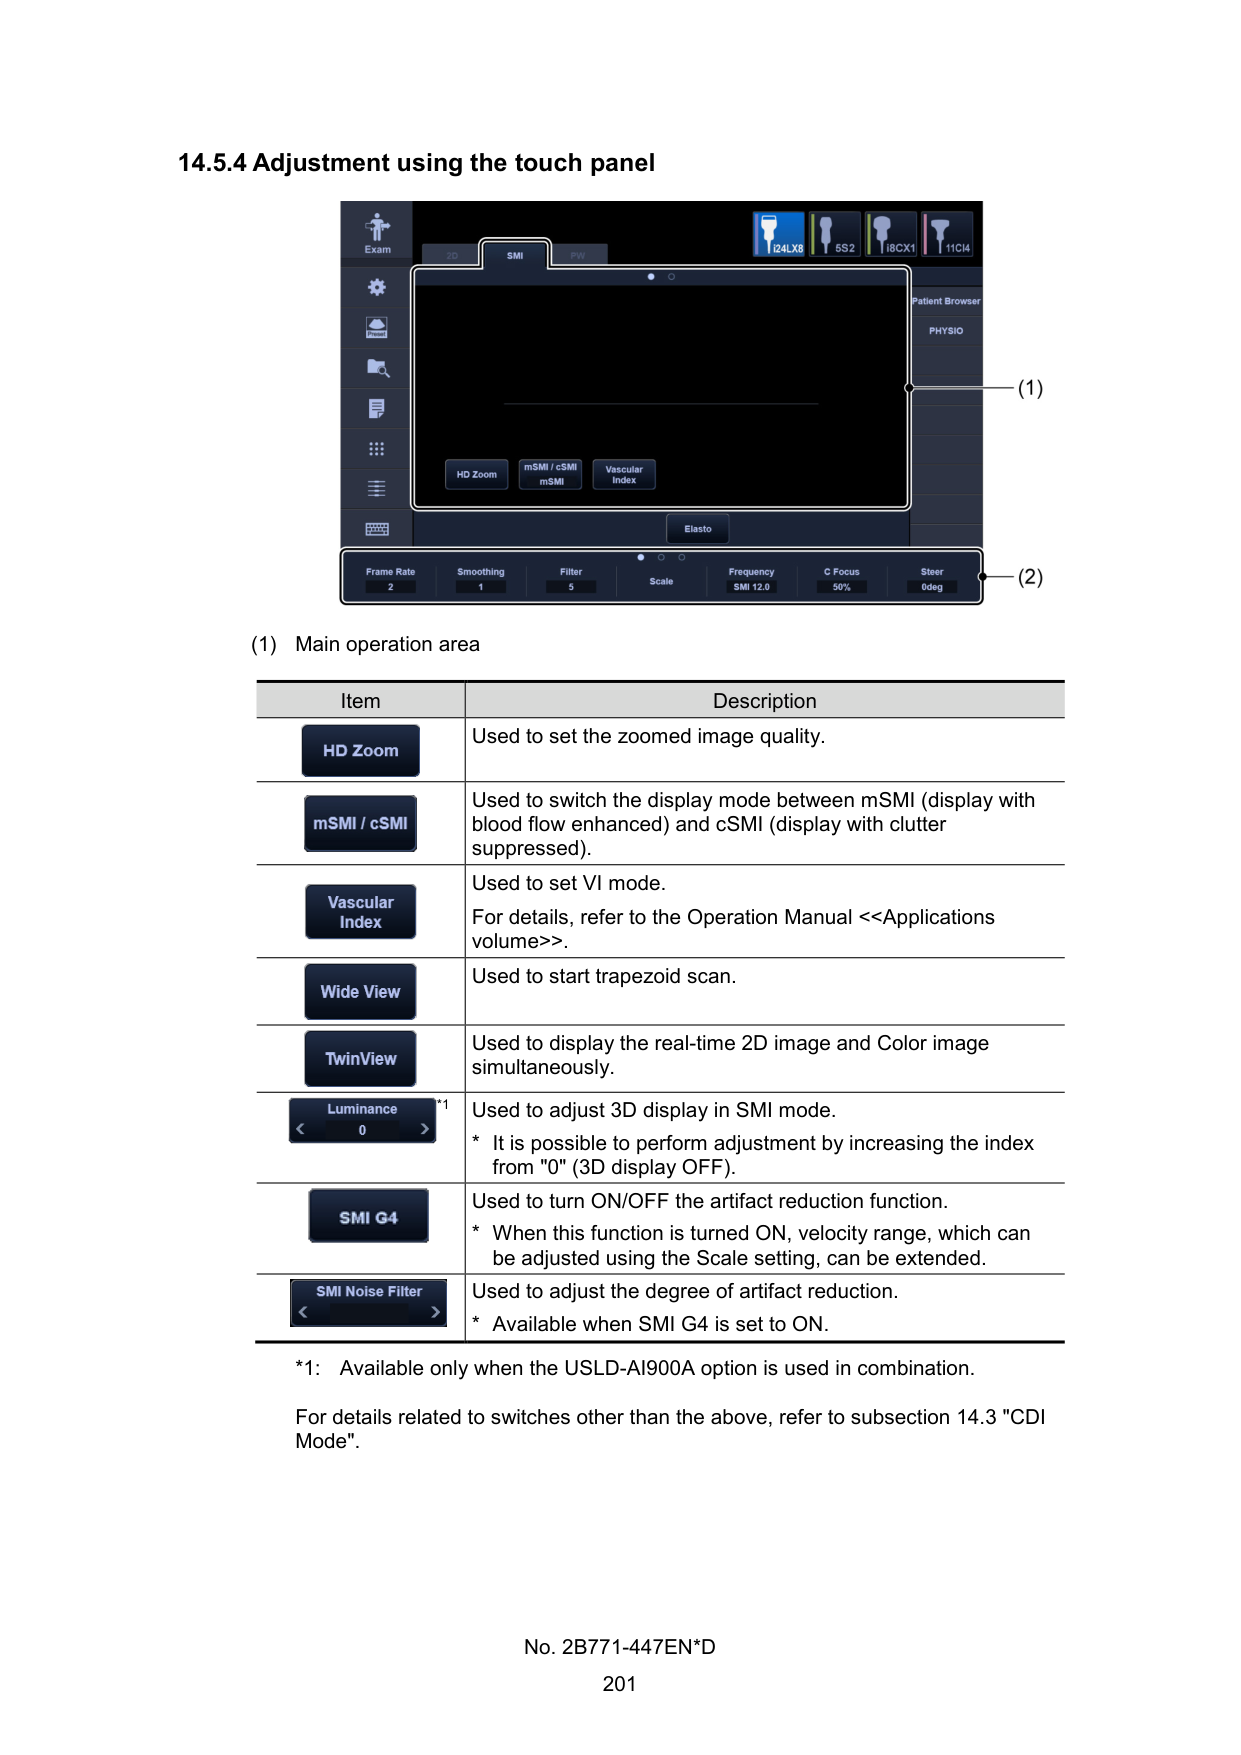 14.5.4 Adjustment using the touch panel
Exam
2D
SMI
PW
i24LX8
5S2
i8CX1
11CI4
Patient Browser
PHYSIO
Preset
(1)
HD Zoom
mSMI / cSMI
mSMI
Vascular
Index
Elasto
Frame Rate
2
Smoothing
1
Filter
5
Scale
Frequency
SMI 12.0
C Focus
50%
Steer
0deg
(2)
(1) Main operation area
Item Description
HD Zoom
Used to set the zoomed image quality.
mSMI / cSMI
Used to switch the display mode between mSMI (display with
blood flow enhanced) and cSMI (display with clutter
suppressed).
Vascular
Index
Used to set VI mode.
For details, refer to the Operation Manual <<Applications
volume>>.
Wide View
Used to start trapezoid scan.
TwinView
Used to display the real-time 2D image and Color image
simultaneously.
Luminance
0
*1
Used to adjust 3D display in SMI mode.
* It is possible to perform adjustment by increasing the index
from "0" (3D display OFF).
SMI G4
Used to turn ON/OFF the artifact reduction function.
* When this function is turned ON, velocity range, which can
be adjusted using the Scale setting, can be extended.
SMI Noise Filter
Used to adjust the degree of artifact reduction.
* Available when SMI G4 is set to ON.
*1: Available only when the USLD-AI900A option is used in combination.
For details related to switches other than the above, refer to subsection 14.3 "CDI
Mode".
No. 2B771-447EN*D
201